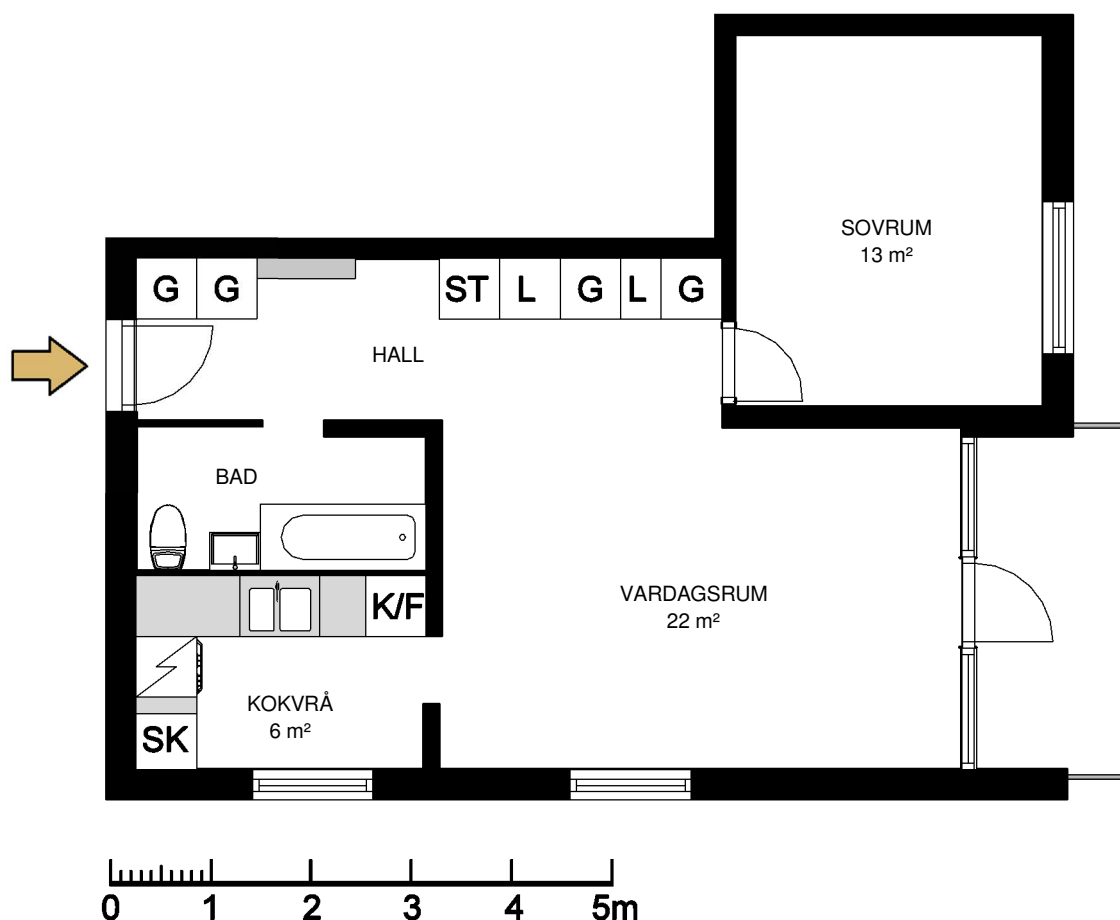 SOVRUM
13 m²
G G ST L G L G
HALL
BAD
VARDAGSRUM
22 m²
K/F
KOKVRÅ
6 m²
SK
0 1 2 3 4 5m